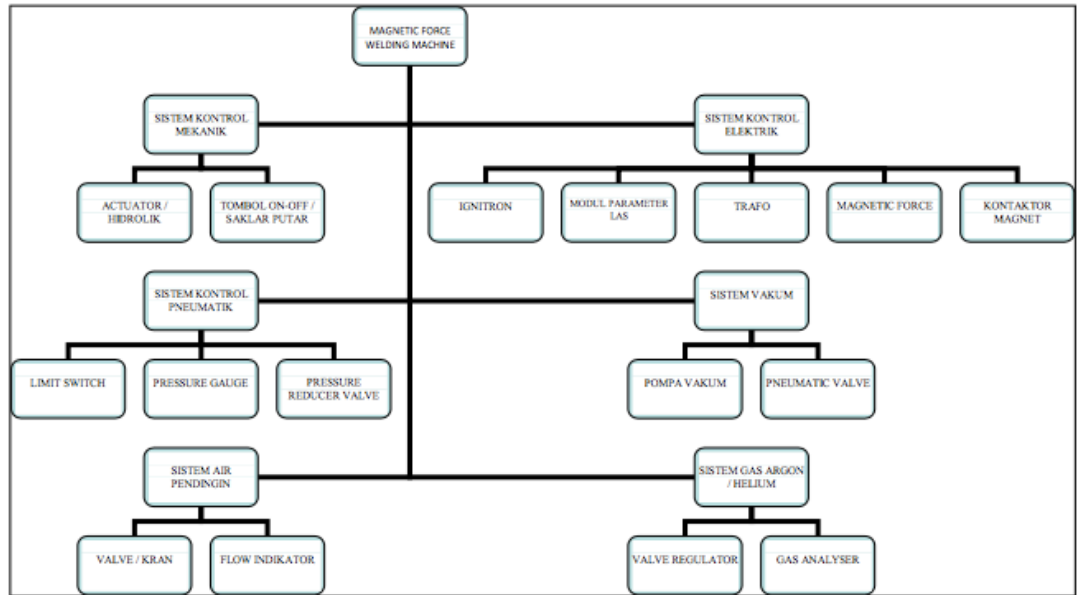 MAGNETIC FORCE
WELDING MACHINE
SISTEM KONTROL
MEKANIK
SISTEM KONTROL
ELEKTRIK
ACTUATOR /
HIDROLIK
TOMBOL ON-OFF /
SAKLAR PUTAR
IGNITRON
MODUL PARAMETER
LAS
TRAFO
MAGNETIC FORCE
KONTAKTOR
MAGNET
SISTEM KONTROL
PNEUMATIK
SISTEM VAKUM
LIMIT SWITCH
PRESSURE GAUGE
PRESSURE
REDUCER VALVE
POMPA VAKUM
PNEUMATIC VALVE
SISTEM AIR
PENDINGIN
SISTEM GAS ARGON
/ HELIUM
VALVE / KRAN
FLOW INDIKATOR
VALVE REGULATOR
GAS ANALYSER